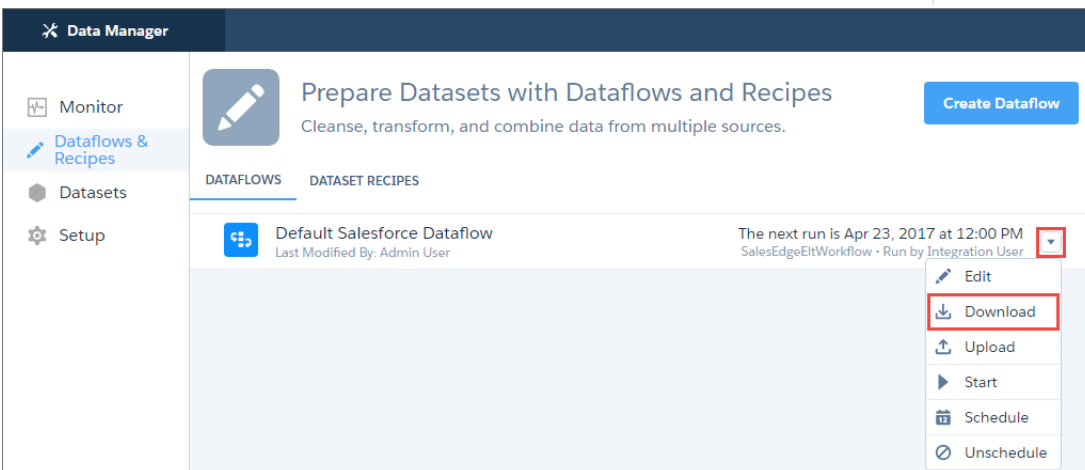 Data Manager
Monitor
Dataflows &
Recipes
Datasets
Setup
Prepare Datasets with Dataflows and Recipes
Cleanse, transform, and combine data from multiple sources.
Create Dataflow
DATAFLOWS
DATASET RECIPES
Default Salesforce Dataflow
Last Modified By: Admin User
The next run is Apr 23, 2017 at 12:00 PM
SalesEdgeEltWorkflow • Run by Integration User
Edit
Download
Upload
Start
12
Schedule
Unschedule